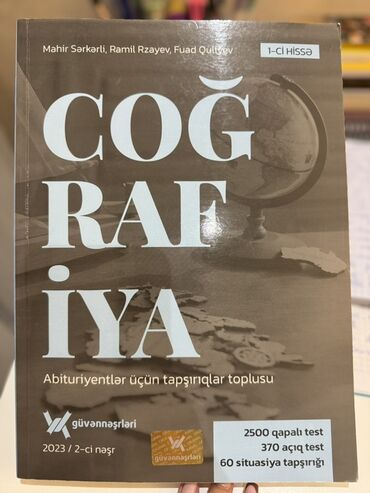 Mahir Sərkərli, Ramil Rzayev, Fuad Quliyev
1-Cİ HİSSƏ
COĞ
RAF
İYA
Abituriyentlər üçün tapşırıqlar toplusu
güvənnəşrləri
2023 / 2-ci nəşr
güvənnəşrləri
2500 qapalı test
370 açıq test
60 situasiya tapşırığı